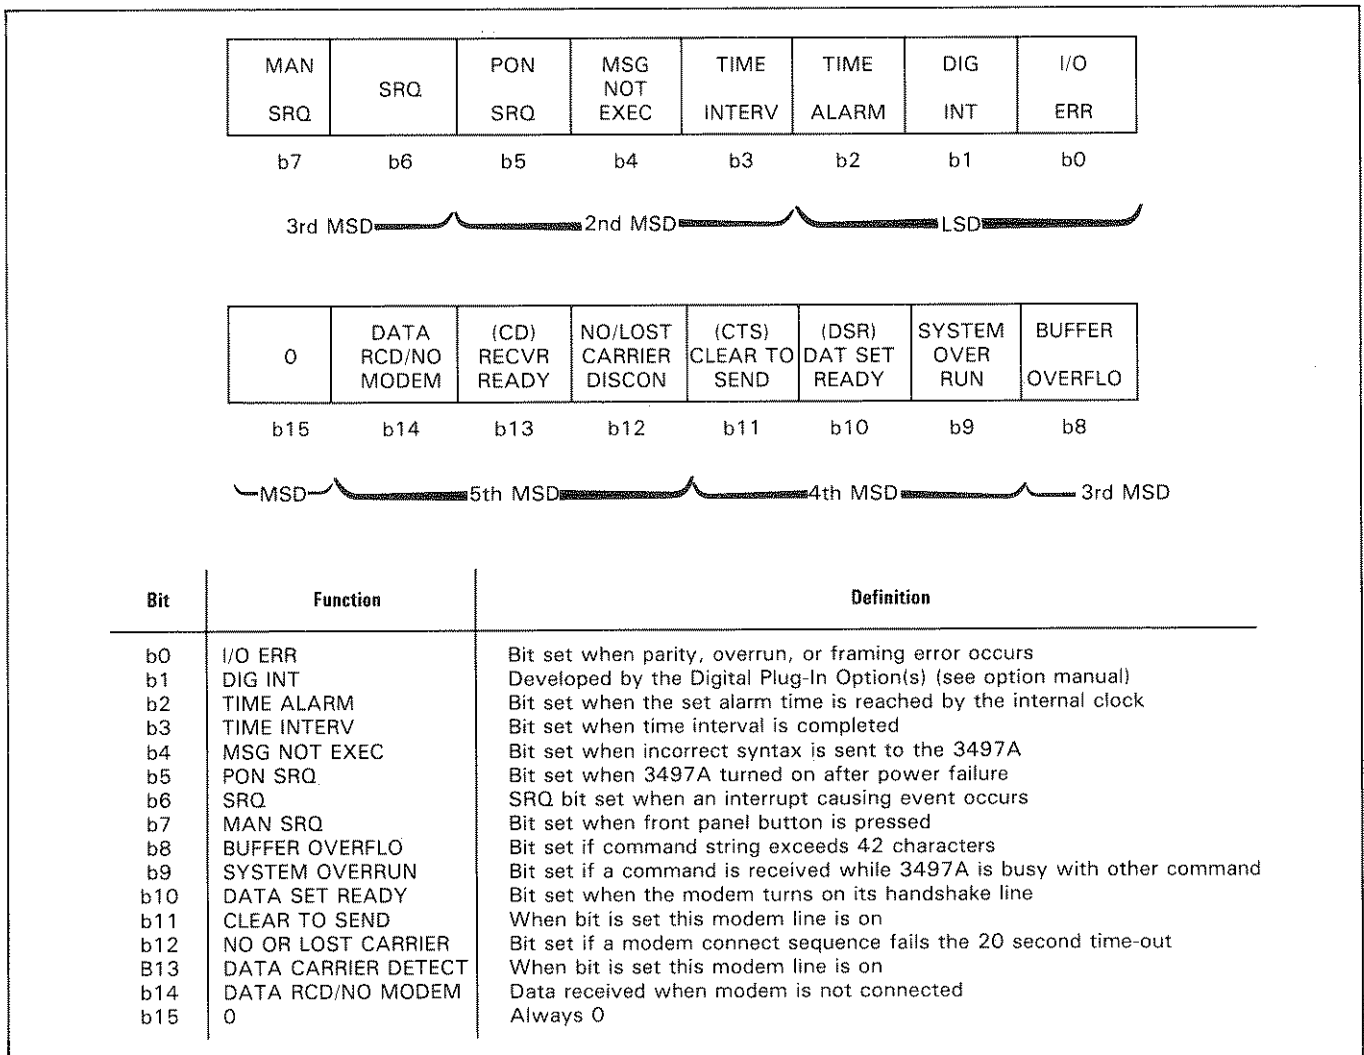 MAN SRQ
SRQ
PON SRQ
MSG NOT EXEC
TIME INTERV
TIME ALARM
DIG INT
I/O ERR
b7 b6 b5 b4 b3 b2 b1 b0
3rd MSD 2nd MSD LSD
0
DATA RCD/NO MODEM
(CD) RECVR READY
NO/LOST CARRIER DISCON
(CTS) CLEAR TO SEND
(DSR) DAT SET READY
SYSTEM OVER RUN
BUFFER OVERFLO
b15 b14 b13 b12 b11 b10 b9 b8
MSD 5th MSD 4th MSD 3rd MSD
Bit Function Definition
b0 I/O ERR Bit set when parity, overrun, or framing error occurs
b1 DIG INT Developed by the Digital Plug-In Option(s) (see option manual)
b2 TIME ALARM Bit set when the set alarm time is reached by the internal clock
b3 TIME INTERV Bit set when time interval is completed
b4 MSG NOT EXEC Bit set when incorrect syntax is sent to the 3497A
b5 PON SRQ Bit set when 3497A turned on after power failure
b6 SRQ SRQ bit set when an interrupt causing event occurs
b7 MAN SRQ Bit set when front panel button is pressed
b8 BUFFER OVERFLO Bit set if command string exceeds 42 characters
b9 SYSTEM OVERRUN Bit set if a command is received while 3497A is busy with other command
b10 DATA SET READY Bit set when the modem turns on its handshake line
b11 CLEAR TO SEND When bit is set this modem line is on
b12 NO OR LOST CARRIER Bit set if a modem connect sequence fails the 20 second time-out
B13 DATA CARRIER DETECT When bit is set this modem line is on
b14 DATA RCD/NO MODEM Data received when modem is not connected
b15 0 Always 0